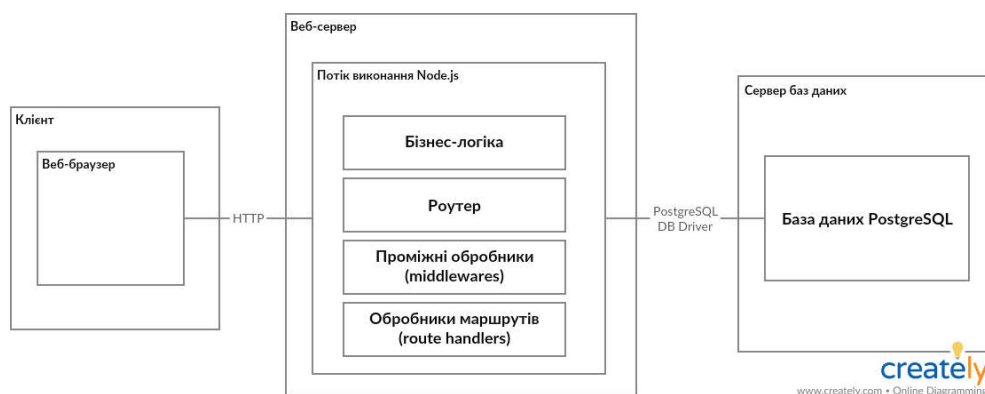 Веб-сервер
Потік виконання Node.js
Сервер баз даних
Клієнт
Веб-браузер
Бізнес-логіка
Роутер
HTTP
PostgreSQL
DB Driver
База даних PostgreSQL
Проміжні обробники
(middlewares)
Обробники маршрутів
(route handlers)
creately
www.creately.com • Online Diagramming